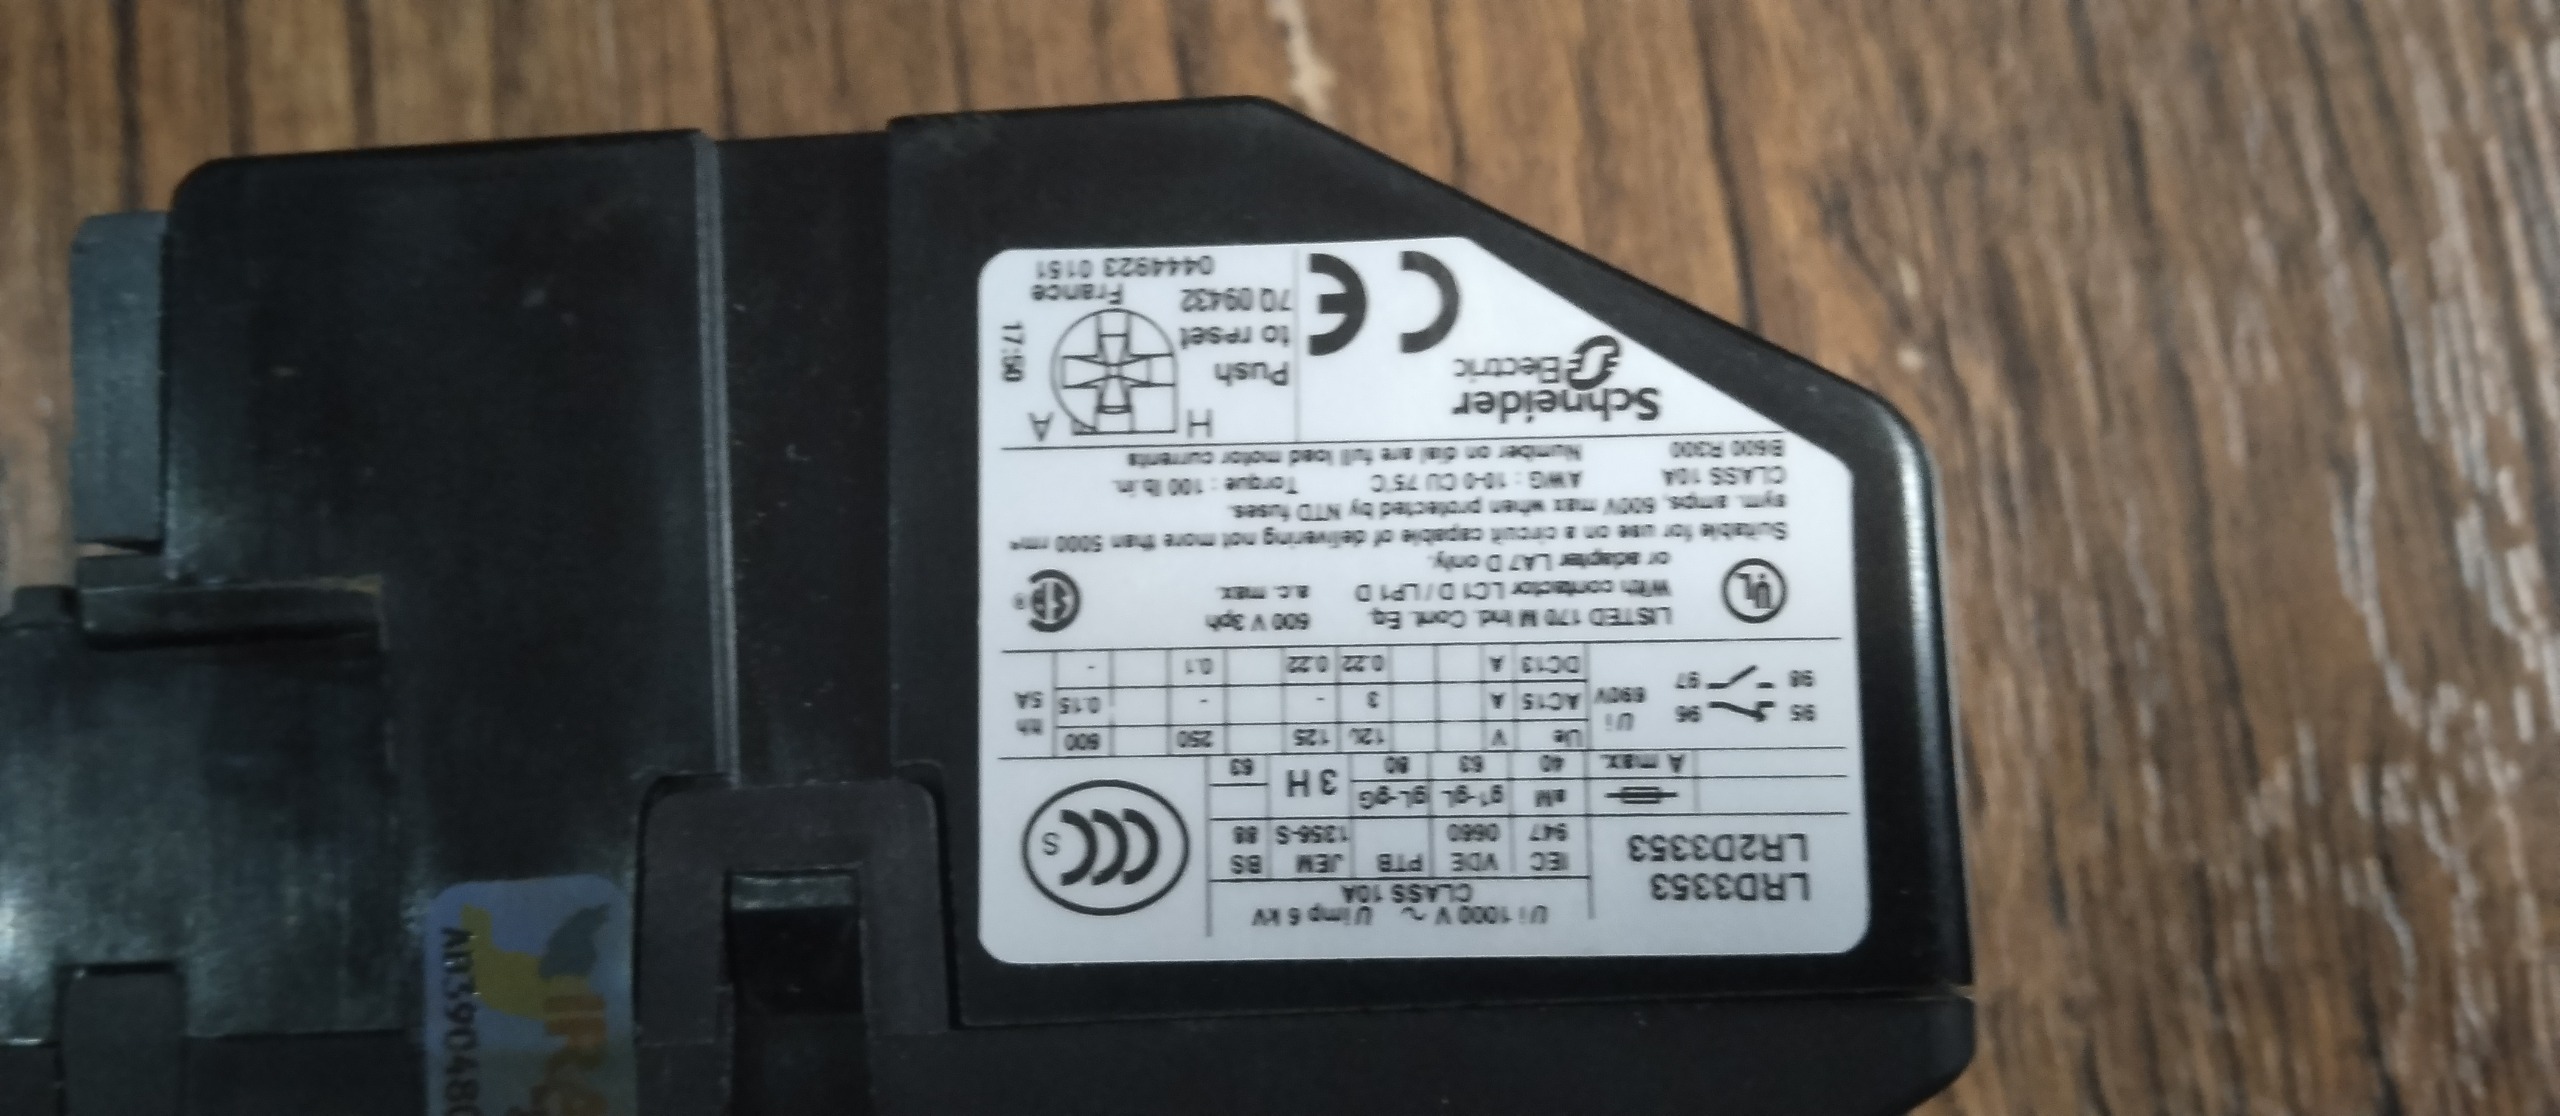 LRD3353
LR2D3353
Ui 1000 V ~ Uimp 6 kV
CLASS 10A
IEC VDE PTB JEM BS
947 0660 1356-S 88
aM g1-gL gL-gG
3 H
A max. 40 63 80 63
S
95 96
98 97
Ui
690V
Ue V 125 250 600
AC15 A 3 - - 0.15
DC13 A 0.22 0.22 0.1 -
Ith
5A
UL
LISTED 170 M Ind. Cont. Eq. 600 V 3ph
With contactor LC1 D / LP1 D a.c. max.
or adapter LA7 D only.
®
Suitable for use on a circuit capable of delivering not more than 5000 rms
sym. amps, 600V max when protected by NTD fuses.
CLASS 10A AWG : 10-0 CU 75°C Torque : 100 lb.in.
B600 R300 Number on dial are full load motor currents
Schneider
Electric
CE
H A
Push
to reset
7Q 09432
France
0444923 0151
17:50
AB390480